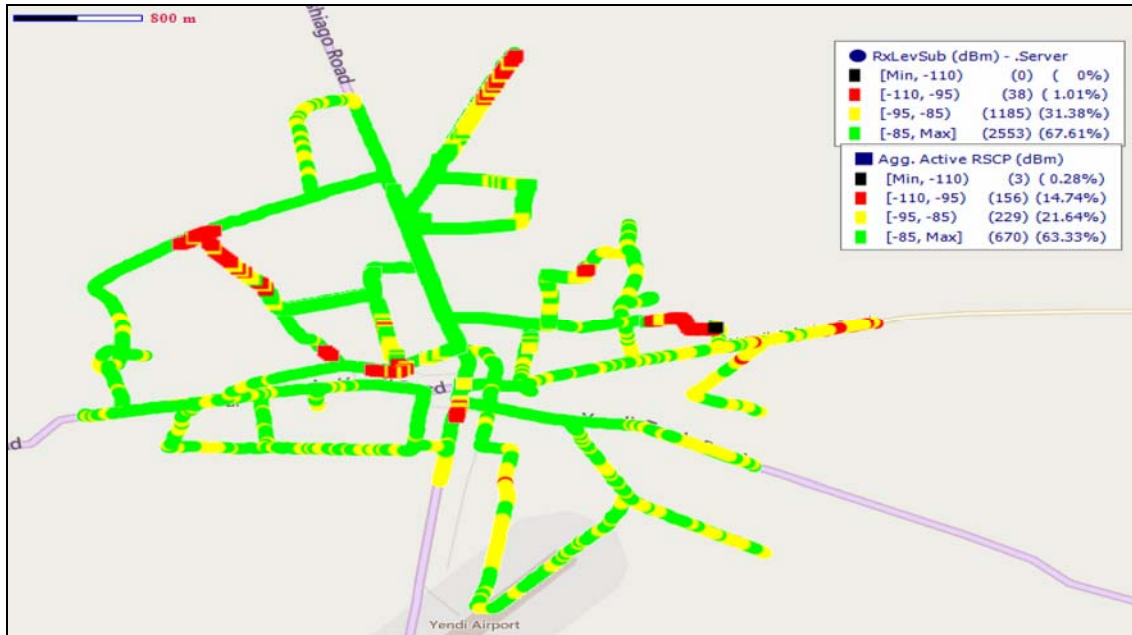 800 m
hiago Road
RxLevSub (dBm) - .Server
[Min, -110) (0) ( 0%)
[-110, -95) (38) ( 1.01%)
[-95, -85) (1185) (31.38%)
[-85, Max] (2553) (67.61%)
Agg. Active RSCP (dBm)
[Min, -110) (3) ( 0.28%)
[-110, -95) (156) (14.74%)
[-95, -85) (229) (21.64%)
[-85, Max] (670) (63.33%)
Yendi Airport